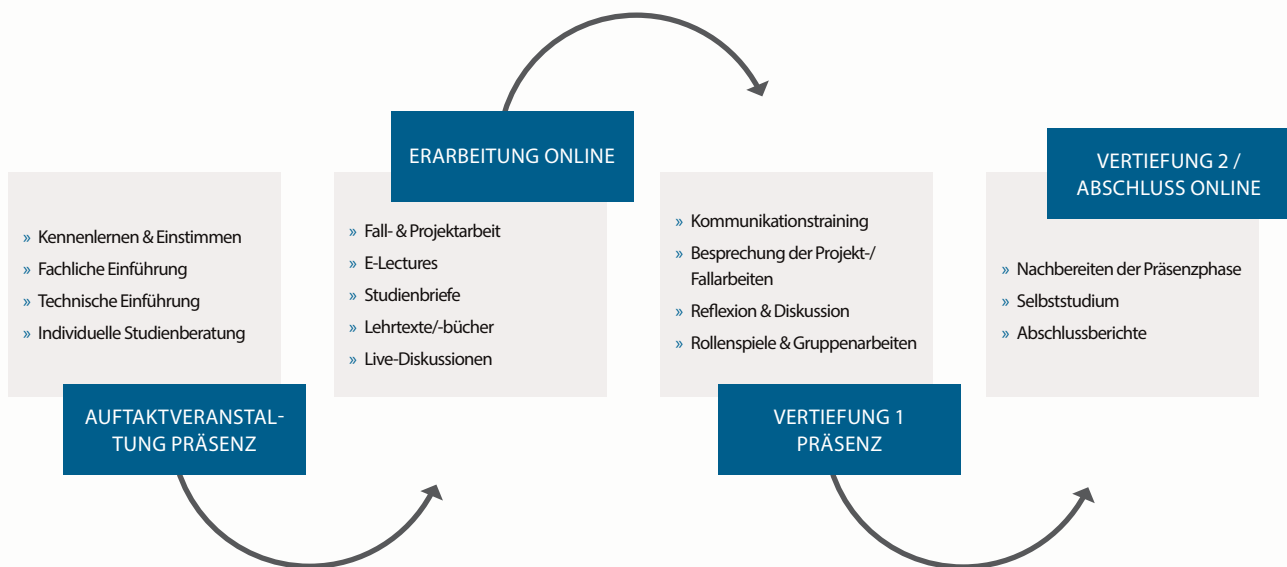 » Kennenlernen & Einstimmen
» Fachliche Einführung
» Technische Einführung
» Individuelle Studienberatung
AUFTAKTVERANSTAL-
TUNG PRÄSENZ
ERARBEITUNG ONLINE
» Fall- & Projektarbeit
» E-Lectures
» Studienbriefe
» Lehrtexte/-bücher
» Live-Diskussionen
» Kommunikationstraining
» Besprechung der Projekt-/
Fallarbeiten
» Reflexion & Diskussion
» Rollenspiele & Gruppenarbeiten
VERTIEFUNG 1
PRÄSENZ
VERTIEFUNG 2 /
ABSCHLUSS ONLINE
» Nachbereiten der Präsenzphase
» Selbststudium
» Abschlussberichte